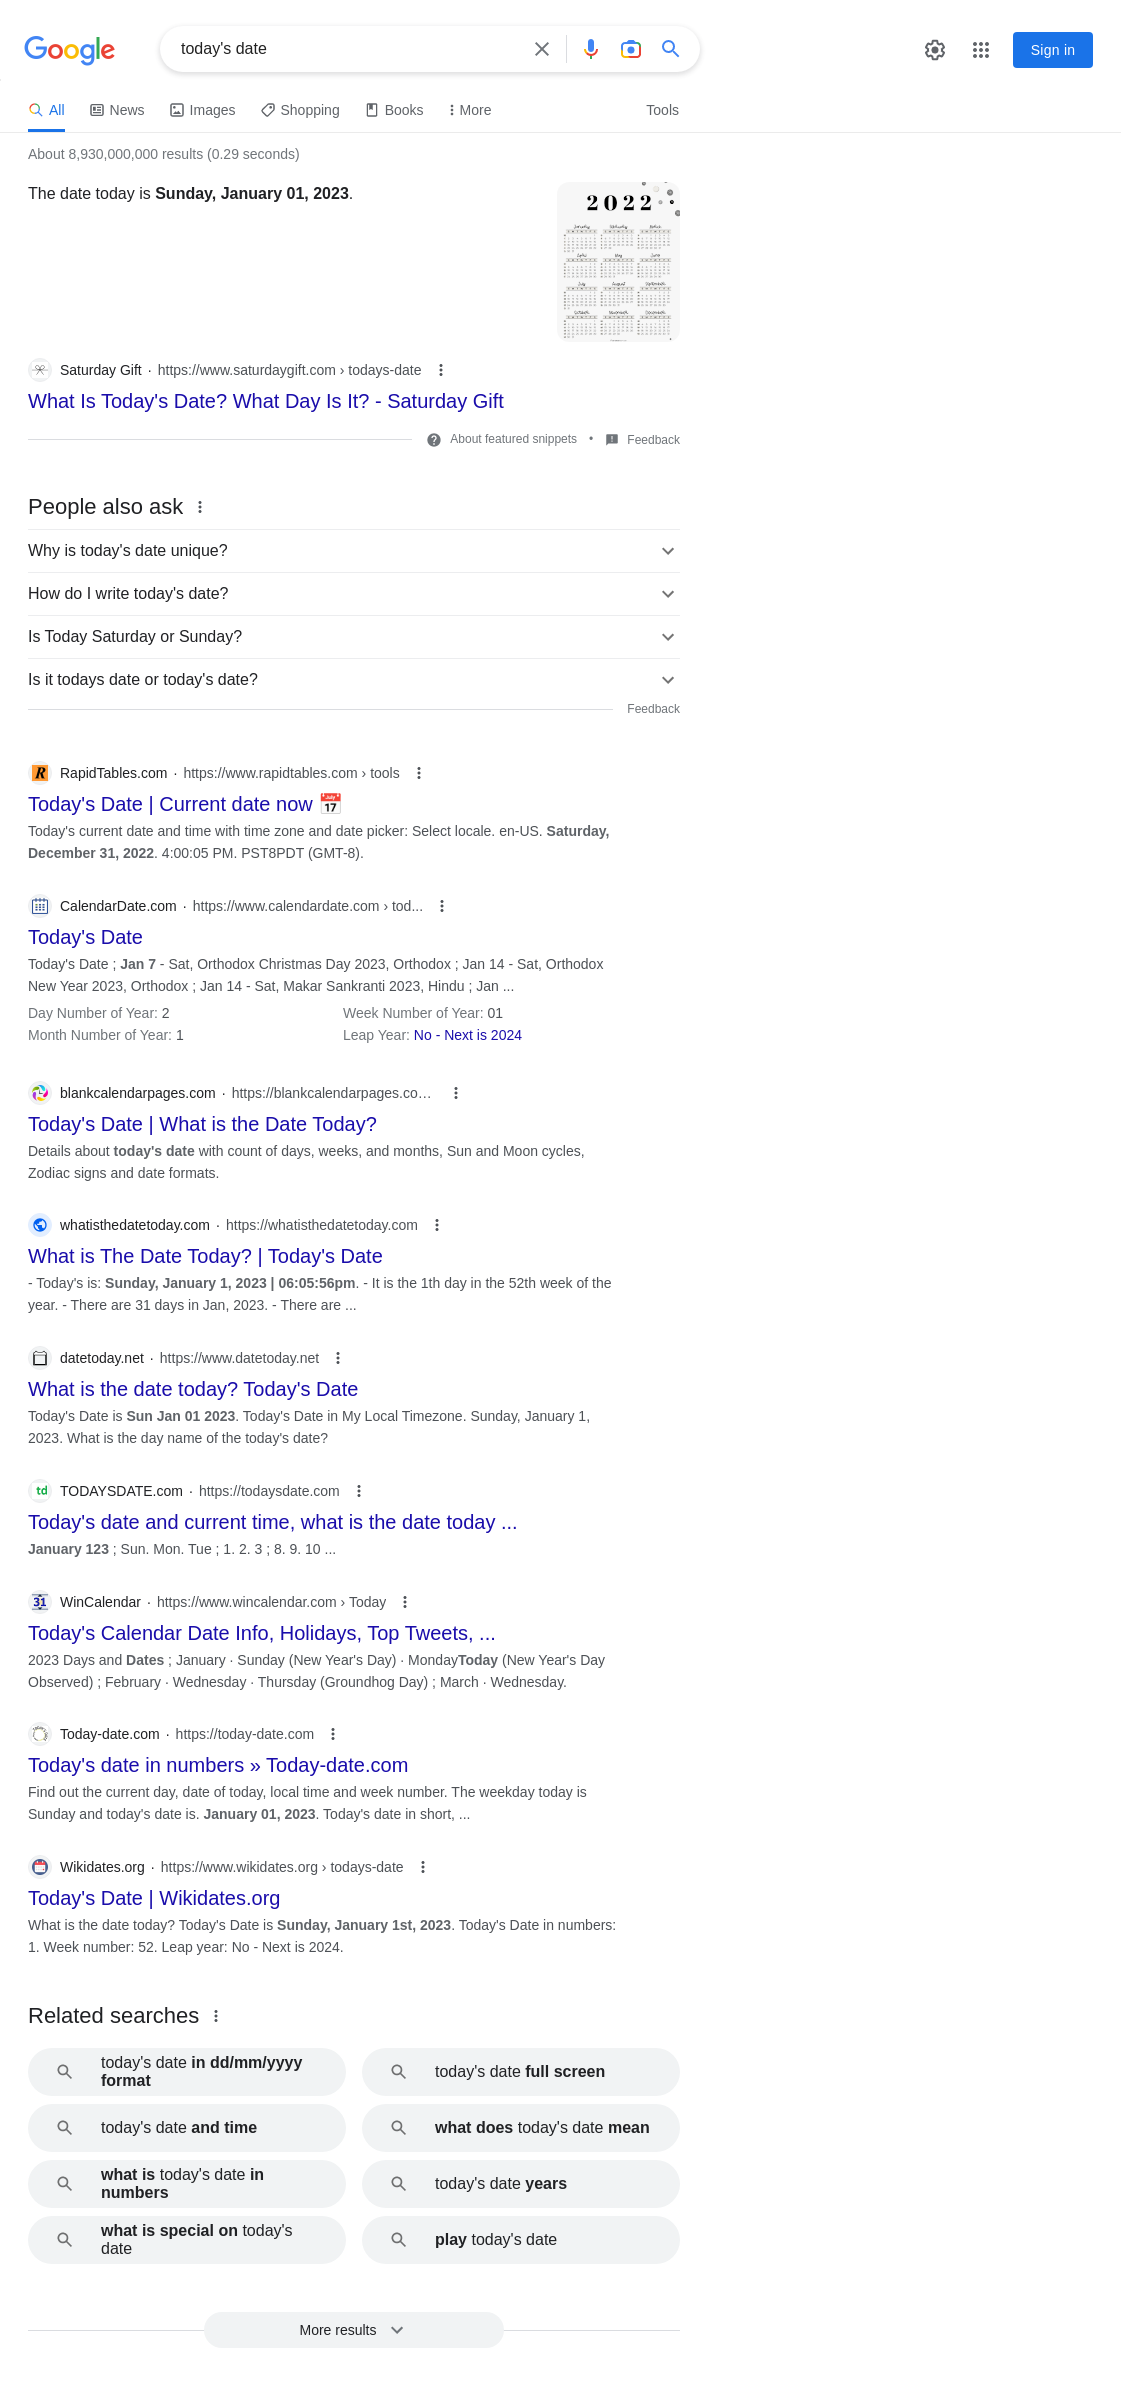 Google
today's date
Sign in
All
News
Images
Shopping
Books
More
Tools
About 8,930,000,000 results (0.29 seconds)
The date today is Sunday, January 01, 2023.
2022
Saturday Gift · https://www.saturdaygift.com › todays-date
What Is Today's Date? What Day Is It? - Saturday Gift
About featured snippets • Feedback
People also ask
Why is today's date unique?
How do I write today's date?
Is Today Saturday or Sunday?
Is it todays date or today's date?
Feedback
RapidTables.com · https://www.rapidtables.com › tools
Today's Date | Current date now 📅
Today's current date and time with time zone and date picker: Select locale. en-US. Saturday,
December 31, 2022. 4:00:05 PM. PST8PDT (GMT-8).
CalendarDate.com · https://www.calendardate.com › tod...
Today's Date
Today's Date ; Jan 7 - Sat, Orthodox Christmas Day 2023, Orthodox ; Jan 14 - Sat, Orthodox
New Year 2023, Orthodox ; Jan 14 - Sat, Makar Sankranti 2023, Hindu ; Jan ...
Day Number of Year: 2
Week Number of Year: 01
Month Number of Year: 1
Leap Year: No - Next is 2024
blankcalendarpages.com · https://blankcalendarpages.co…
Today's Date | What is the Date Today?
Details about today's date with count of days, weeks, and months, Sun and Moon cycles,
Zodiac signs and date formats.
whatisthedatetoday.com · https://whatisthedatetoday.com
What is The Date Today? | Today's Date
- Today's is: Sunday, January 1, 2023 | 06:05:56pm. - It is the 1th day in the 52th week of the
year. - There are 31 days in Jan, 2023. - There are ...
datetoday.net · https://www.datetoday.net
What is the date today? Today's Date
Today's Date is Sun Jan 01 2023. Today's Date in My Local Timezone. Sunday, January 1,
2023. What is the day name of the today's date?
td
TODAYSDATE.com · https://todaysdate.com
Today's date and current time, what is the date today ...
January 123 ; Sun. Mon. Tue ; 1. 2. 3 ; 8. 9. 10 ...
31
WinCalendar · https://www.wincalendar.com › Today
Today's Calendar Date Info, Holidays, Top Tweets, ...
2023 Days and Dates ; January · Sunday (New Year's Day) · MondayToday (New Year's Day
Observed) ; February · Wednesday · Thursday (Groundhog Day) ; March · Wednesday.
Today-date.com · https://today-date.com
Today's date in numbers » Today-date.com
Find out the current day, date of today, local time and week number. The weekday today is
Sunday and today's date is. January 01, 2023. Today's date in short, ...
Wikidates.org · https://www.wikidates.org › todays-date
Today's Date | Wikidates.org
What is the date today? Today's Date is Sunday, January 1st, 2023. Today's Date in numbers:
1. Week number: 52. Leap year: No - Next is 2024.
Related searches
today's date in dd/mm/yyyy
format
today's date full screen
today's date and time
what does today's date mean
what is today's date in
numbers
today's date years
what is special on today's
date
play today's date
More results